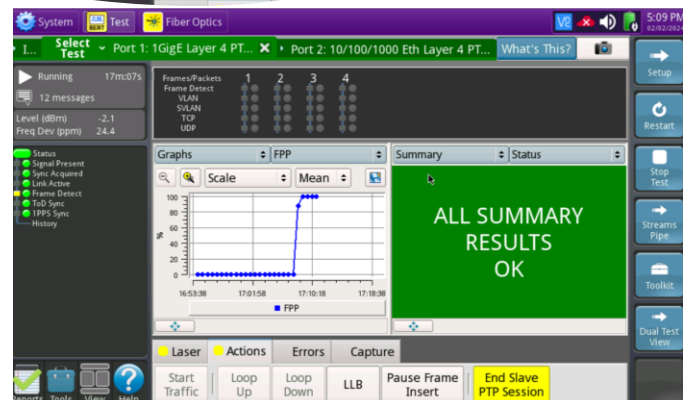 System
Test
Fiber Optics
V2
5:09 PM
02/02/202
I...
Select
Test
Port 1: 1GigE Layer 4 PT...
Port 2: 10/100/1000 Eth Layer 4 PT...
What's This?
Setup
Running 17m:07s
12 messages
Level (dBm) -2.1
Freq Dev (ppm) 24.4
Frames/Packets 1 2 3 4
Frame Detect
VLAN
SVLAN
TCP
UDP
Restart
Status
Signal Present
Sync Acquired
Link Active
Frame Detect
ToD Sync
1PPS Sync
History
Graphs
FPP
Summary
Status
Scale
Mean
Stop
Test
100
80
60
%
40
20
0
16:53:38 17:01:58 17:10:18 17:18:38
FPP
ALL SUMMARY
RESULTS
OK
Streams
Pipe
Toolkit
Dual Test
View
Laser
Actions
Errors
Capture
Start
Traffic
Loop
Up
Loop
Down
LLB
Pause Frame
Insert
End Slave
PTP Session
Tools
View
Help